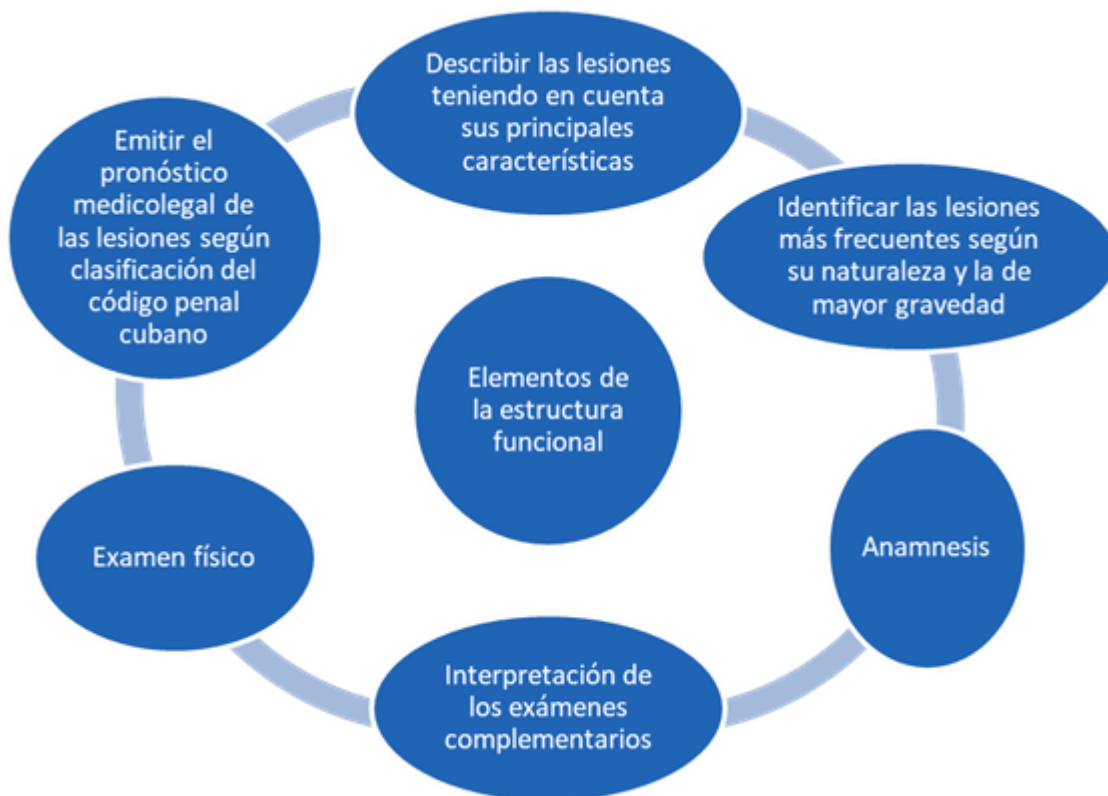 Describir las lesiones
teniendo en cuenta
sus principales
características
Identificar las lesiones
más frecuentes según
su naturaleza y la de
mayor gravedad
Anamnesis
Interpretación de
los exámenes
complementarios
Examen físico
Emitir el
pronóstico
medicolegal de
las lesiones según
clasificación del
código penal
cubano
Elementos de
la estructura
funcional